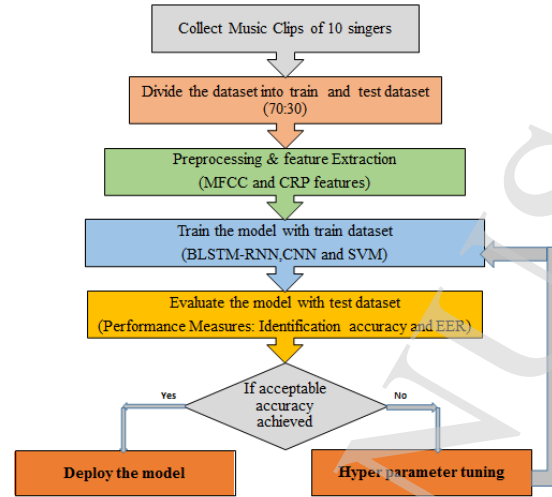 Collect Music Clips of 10 singers
Divide the dataset into train and test dataset
(70:30)
Preprocessing & feature Extraction
(MFCC and CRP features)
Train the model with train dataset
(BLSTM-RNN,CNN and SVM)
Evaluate the model with test dataset
(Performance Measures: Identification accuracy and EER)
If acceptable
accuracy
achieved
Yes
No
Deploy the model
Hyper parameter tuning